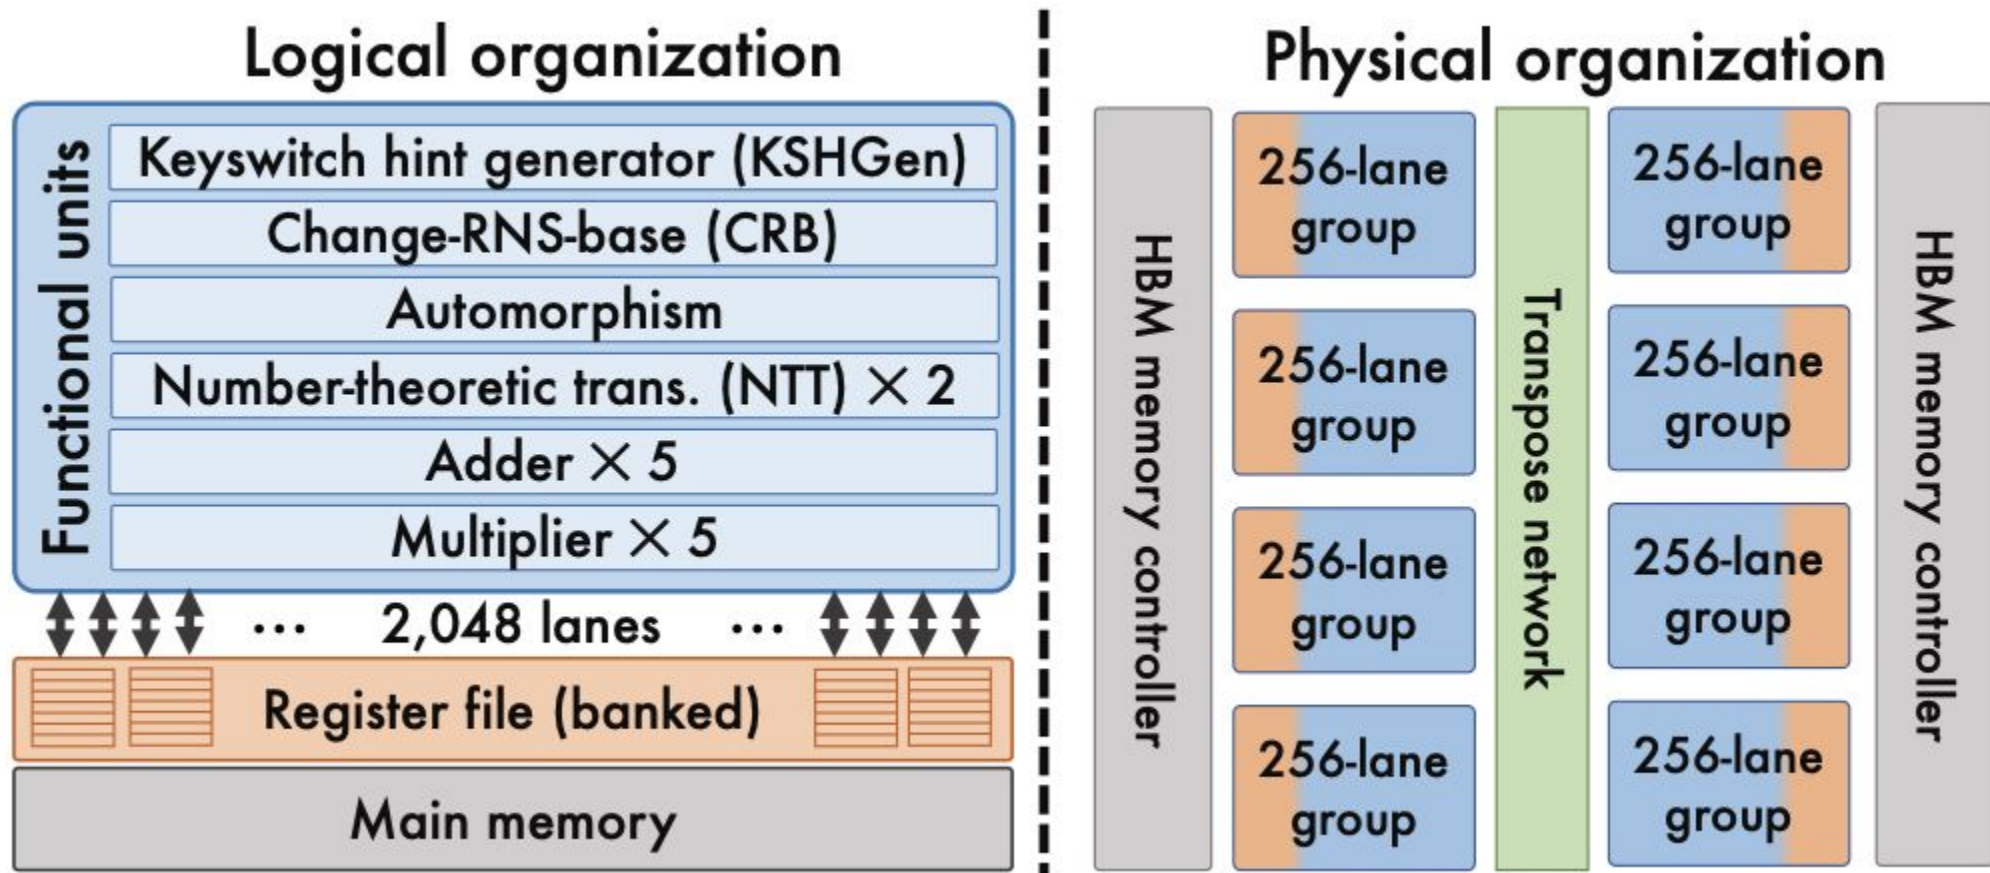 Logical organization
Functional units
Keyswitch hint generator (KSHGen)
Change-RNS-base (CRB)
Automorphism
Number-theoretic trans. (NTT) × 2
Adder × 5
Multiplier × 5
... 2,048 lanes ...
Register file (banked)
Main memory
Physical organization
HBM memory controller
256-lane
group
256-lane
group
256-lane
group
256-lane
group
Transpose network
256-lane
group
256-lane
group
256-lane
group
256-lane
group
HBM memory controller